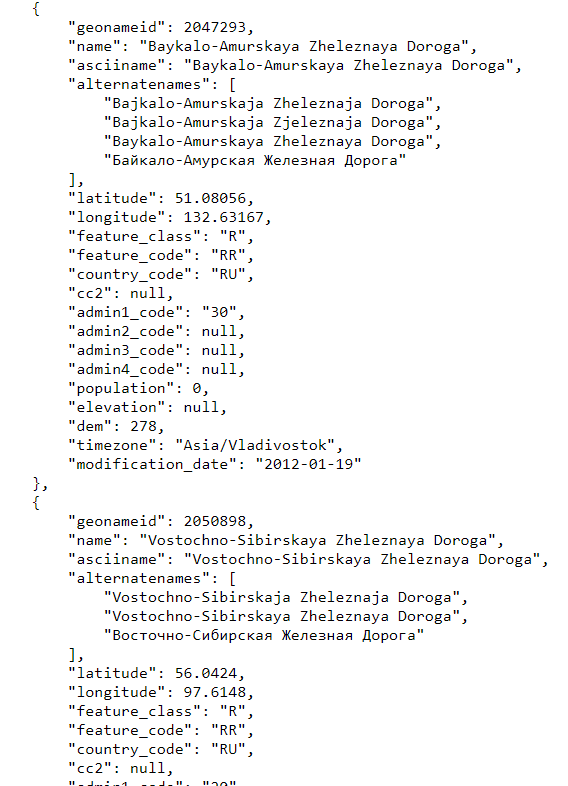 {
"geonameid": 2047293,
"name": "Baykalo-Amurskaya Zheleznaya Doroga",
"asciiname": "Baykalo-Amurskaya Zheleznaya Doroga",
"alternatenames": [
"Bajkalo-Amurskaja Zheleznaja Doroga",
"Bajkalo-Amurskaja Zjeleznaja Doroga",
"Baykalo-Amurskaya Zheleznaya Doroga",
"Байкало-Амурская Железная Дорога"
],
"latitude": 51.08056,
"longitude": 132.63167,
"feature_class": "R",
"feature_code": "RR",
"country_code": "RU",
"cc2": null,
"admin1_code": "30",
"admin2_code": null,
"admin3_code": null,
"admin4_code": null,
"population": 0,
"elevation": null,
"dem": 278,
"timezone": "Asia/Vladivostok",
"modification_date": "2012-01-19"
},
{
"geonameid": 2050898,
"name": "Vostochno-Sibirskaya Zheleznaya Doroga",
"asciiname": "Vostochno-Sibirskaya Zheleznaya Doroga",
"alternatenames": [
"Vostochno-Sibirskaja Zheleznaja Doroga",
"Vostochno-Sibirskaya Zheleznaya Doroga",
"Восточно-Сибирская Железная Дорога"
],
"latitude": 56.0424,
"longitude": 97.6148,
"feature_class": "R",
"feature_code": "RR",
"country_code": "RU",
"cc2": null,